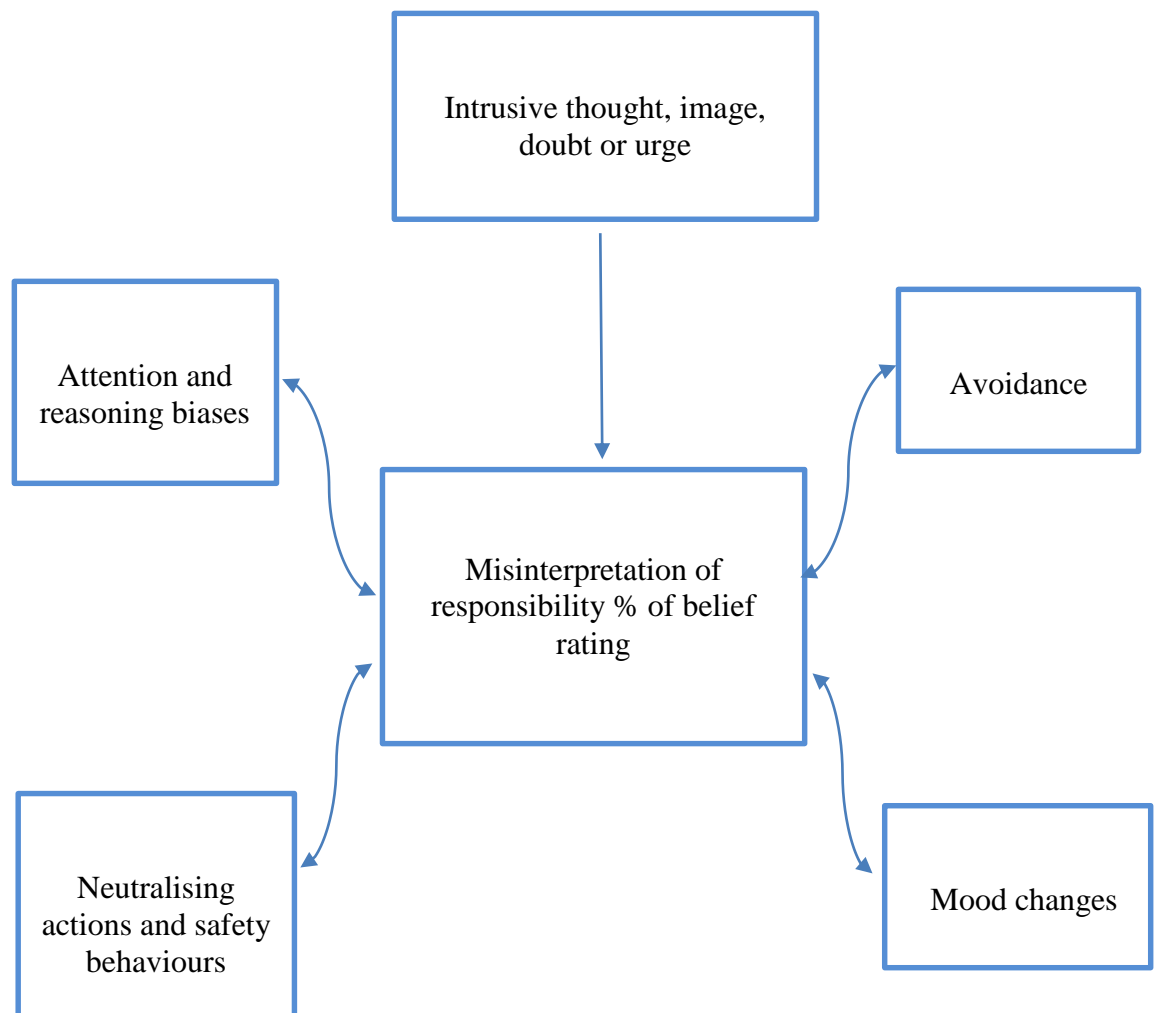 Intrusive thought, image,
doubt or urge
Attention and
reasoning biases
Avoidance
Misinterpretation of
responsibility % of belief
rating
Neutralising
actions and safety
behaviours
Mood changes